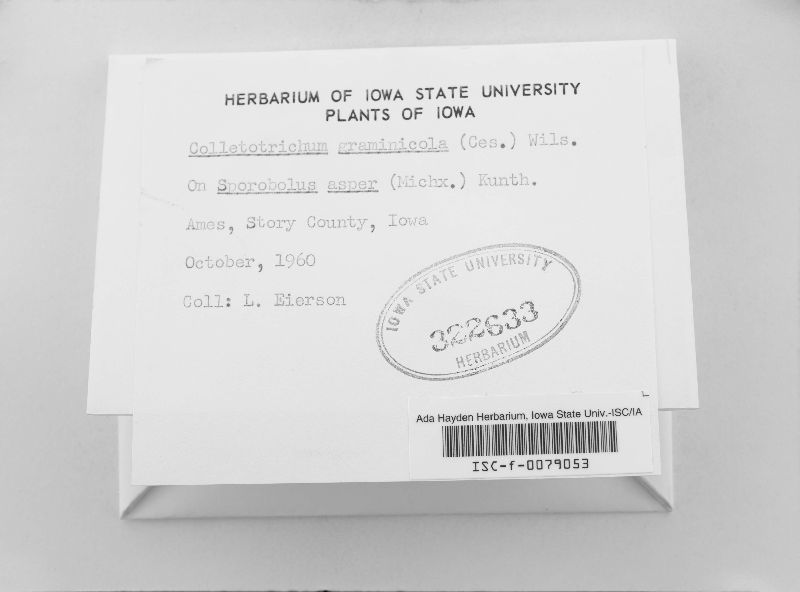 HERBARIUM OF IOWA STATE UNIVERSITY
PLANTS OF IOWA
Colletotrichum graminicola (Ces.) Wils.
On Sporobolus asper (Michx.) Kunth.
Ames, Story County, Iowa
October, 1960
Coll: L. Eierson
IOWA STATE UNIVERSITY
322633
HERBARIUM
Ada Hayden Herbarium, Iowa State Univ.-ISC/IA
ISC-f-0079053